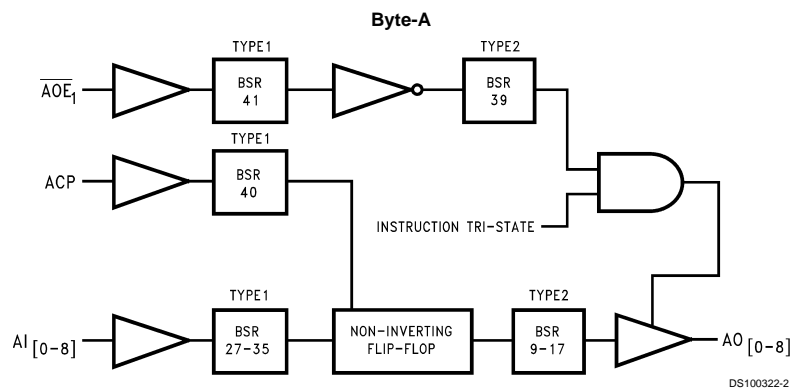 Byte-A
TYPE1
TYPE2
AOE1
BSR
41
BSR
39
TYPE1
ACP
BSR
40
INSTRUCTION TRI-STATE
TYPE1
TYPE2
AI [0-8]
BSR
27-35
NON-INVERTING
FLIP-FLOP
BSR
9-17
AO [0-8]
DS100322-2